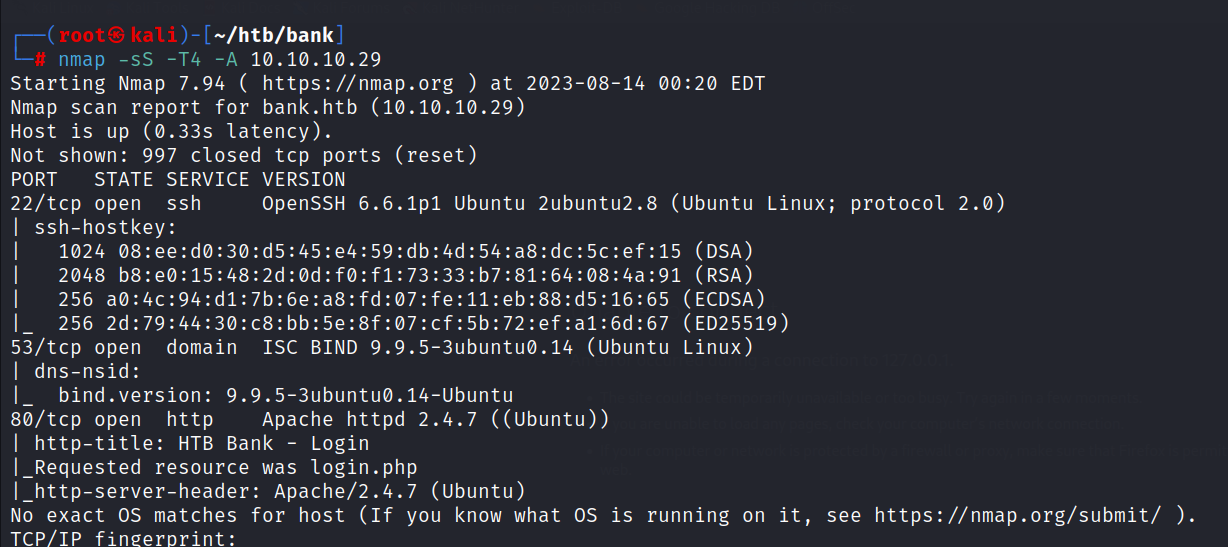 ┌──(root㉿kali)-[~/htb/bank]
└─# nmap -sS -T4 -A 10.10.10.29
Starting Nmap 7.94 ( https://nmap.org ) at 2023-08-14 00:20 EDT
Nmap scan report for bank.htb (10.10.10.29)
Host is up (0.33s latency).
Not shown: 997 closed tcp ports (reset)
PORT   STATE SERVICE VERSION
22/tcp open  ssh     OpenSSH 6.6.1p1 Ubuntu 2ubuntu2.8 (Ubuntu Linux; protocol 2.0)
| ssh-hostkey:
|   1024 08:ee:d0:30:d5:45:e4:59:db:4d:54:a8:dc:5c:ef:15 (DSA)
|   2048 b8:e0:15:48:2d:0d:f0:f1:73:33:b7:81:64:08:4a:91 (RSA)
|   256 a0:4c:94:d1:7b:6e:a8:fd:07:fe:11:eb:88:d5:16:65 (ECDSA)
|_  256 2d:79:44:30:c8:bb:5e:8f:07:cf:5b:72:ef:a1:6d:67 (ED25519)
53/tcp open  domain  ISC BIND 9.9.5-3ubuntu0.14 (Ubuntu Linux)
| dns-nsid:
|_  bind.version: 9.9.5-3ubuntu0.14-Ubuntu
80/tcp open  http    Apache httpd 2.4.7 ((Ubuntu))
| http-title: HTB Bank - Login
|_Requested resource was login.php
|_http-server-header: Apache/2.4.7 (Ubuntu)
No exact OS matches for host (If you know what OS is running on it, see https://nmap.org/submit/ ).
TCP/IP fingerprint: